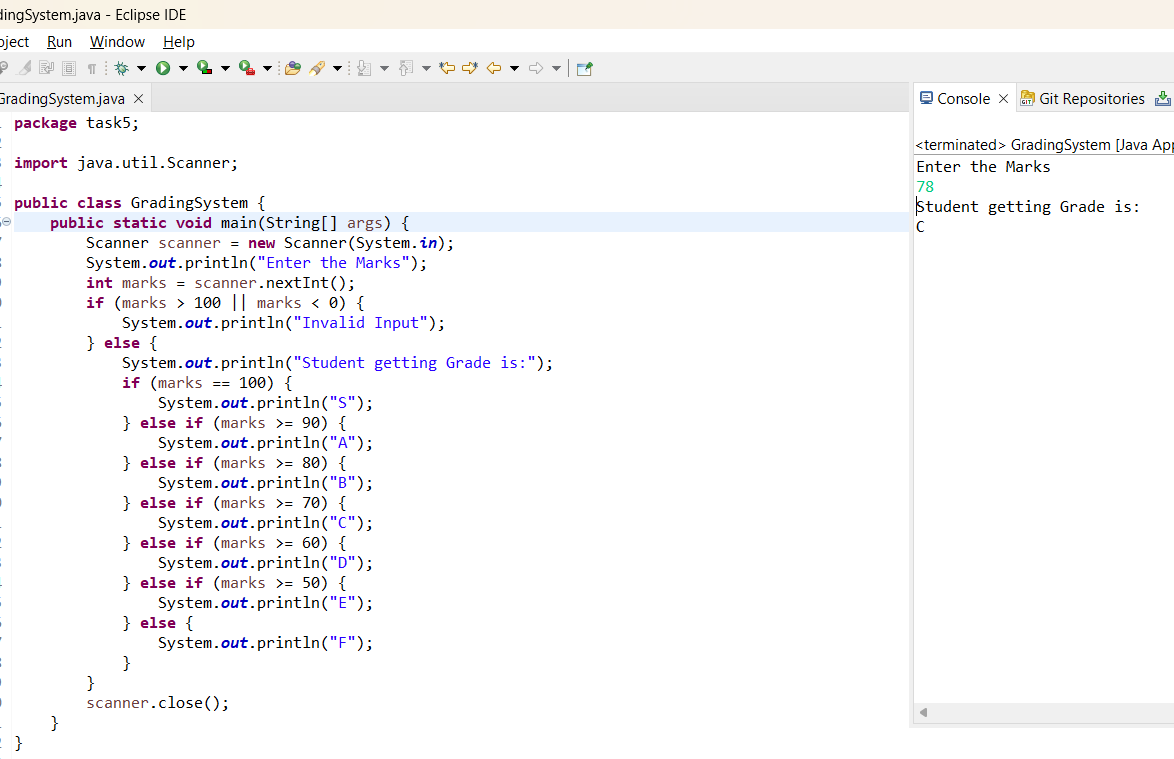 dingSystem.java - Eclipse IDE
oject Run Window Help
GradingSystem.java
package task5;
import java.util.Scanner;
public class GradingSystem {
    public static void main(String[] args) {
        Scanner scanner = new Scanner(System.in);
        System.out.println("Enter the Marks");
        int marks = scanner.nextInt();
        if (marks > 100 || marks < 0) {
            System.out.println("Invalid Input");
        } else {
            System.out.println("Student getting Grade is:");
            if (marks == 100) {
                System.out.println("S");
            } else if (marks >= 90) {
                System.out.println("A");
            } else if (marks >= 80) {
                System.out.println("B");
            } else if (marks >= 70) {
                System.out.println("C");
            } else if (marks >= 60) {
                System.out.println("D");
            } else if (marks >= 50) {
                System.out.println("E");
            } else {
                System.out.println("F");
            }
        }
        scanner.close();
    }
}
Console Git Repositories
<terminated> GradingSystem [Java App
Enter the Marks
78
Student getting Grade is:
C